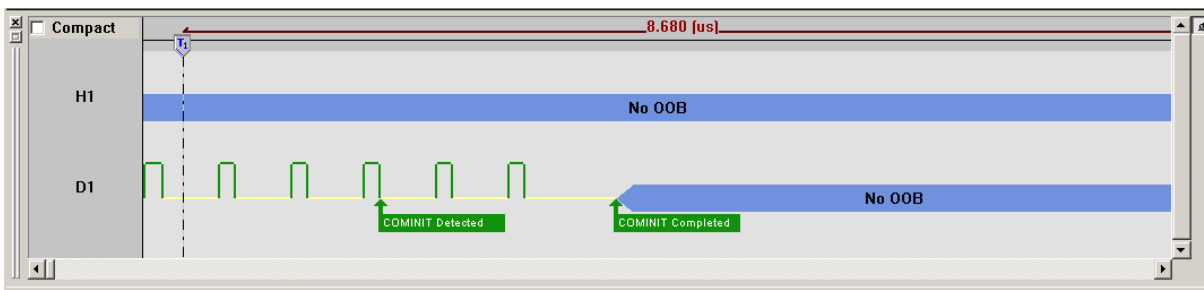 Compact
8.680 (us)
T1
H1
No OOB
D1
No OOB
COMINIT Detected
COMINIT Completed